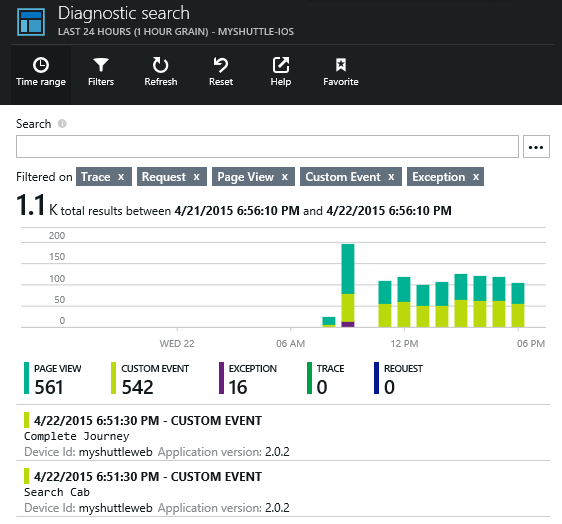 Diagnostic search
LAST 24 HOURS (1 HOUR GRAIN) - MYSHUTTLE-IOS
Time range Filters Refresh Reset Help Favorite
Search
Filtered on Trace x Request x Page View x Custom Event x Exception x
1.1 K total results between 4/21/2015 6:56:10 PM and 4/22/2015 6:56:10 PM
200
150
100
50
0
WED 22 06 AM 12 PM 06 PM
PAGE VIEW CUSTOM EVENT EXCEPTION TRACE REQUEST
561 542 16 0 0
4/22/2015 6:51:30 PM - CUSTOM EVENT
Complete Journey
Device Id: myshuttleweb Application version: 2.0.2
4/22/2015 6:51:30 PM - CUSTOM EVENT
Search Cab
Device Id: myshuttleweb Application version: 2.0.2